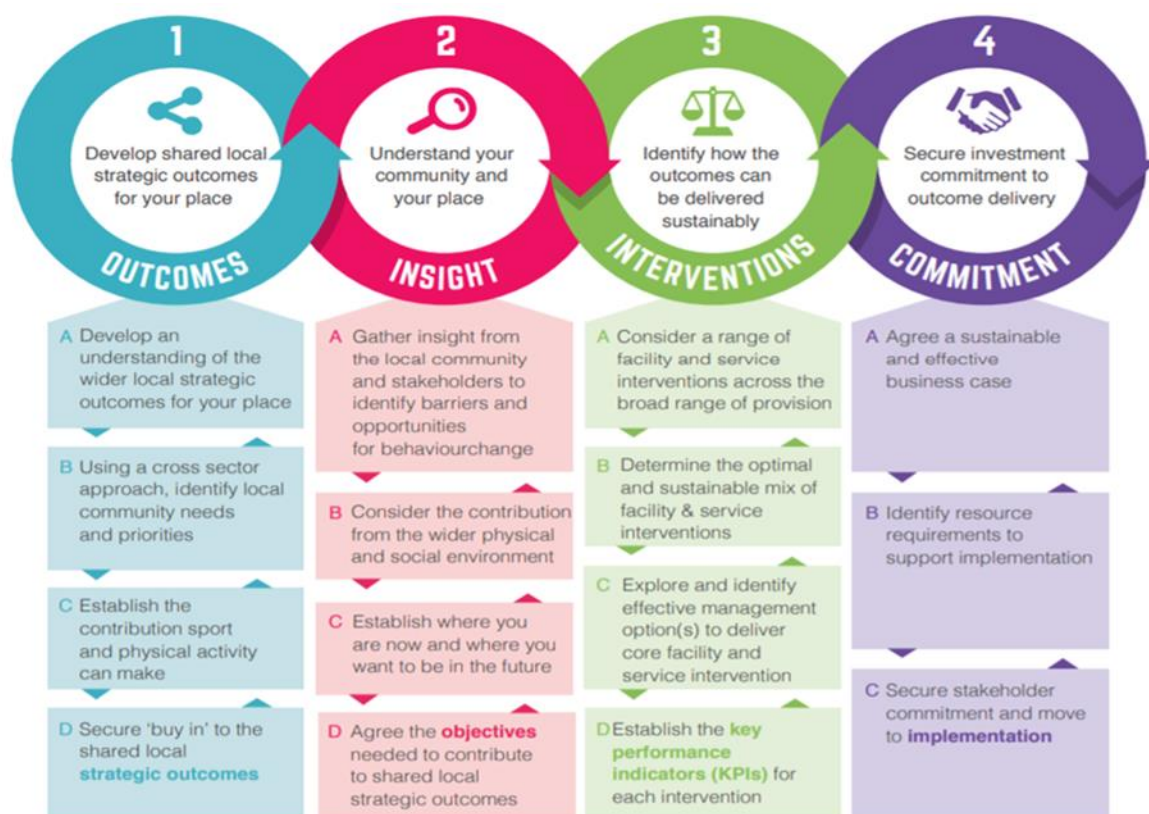 1
Develop shared local
strategic outcomes
for your place
OUTCOMES
A Develop an
understanding of the
wider local strategic
outcomes for your place
B Using a cross sector
approach, identify local
community needs
and priorities
C Establish the
contribution sport
and physical activity
can make
D Secure ‘buy in’ to the
shared local
strategic outcomes
2
Understand your
community and
your place
INSIGHT
A Gather insight from
the local community
and stakeholders to
identify barriers and
opportunities
for behaviourchange
B Consider the contribution
from the wider physical
and social environment
C Establish where you
are now and where you
want to be in the future
D Agree the objectives
needed to contribute
to shared local
strategic outcomes
3
Identify how the
outcomes can
be delivered
sustainably
INTERVENTIONS
A Consider a range of
facility and service
interventions across the
broad range of provision
B Determine the optimal
and sustainable mix of
facility & service
interventions
C Explore and identify
effective management
option(s) to deliver
core facility and
service intervention
D Establish the key
performance
indicators (KPIs) for
each intervention
4
Secure investment
commitment to
outcome delivery
COMMITMENT
A Agree a sustainable
and effective
business case
B Identify resource
requirements to
support implementation
C Secure stakeholder
commitment and move
to implementation